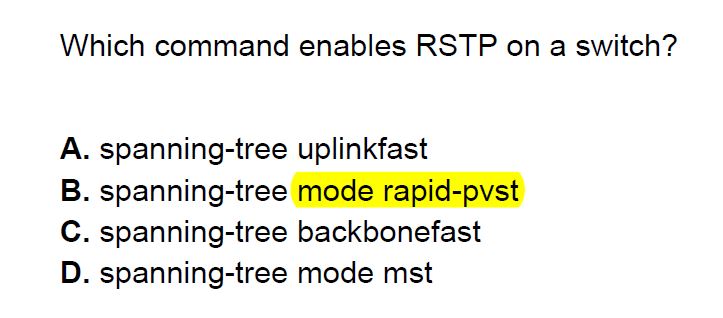 Which command enables RSTP on a switch?
A. spanning-tree uplinkfast
B. spanning-tree mode rapid-pvst
C. spanning-tree backbonefast
D. spanning-tree mode mst